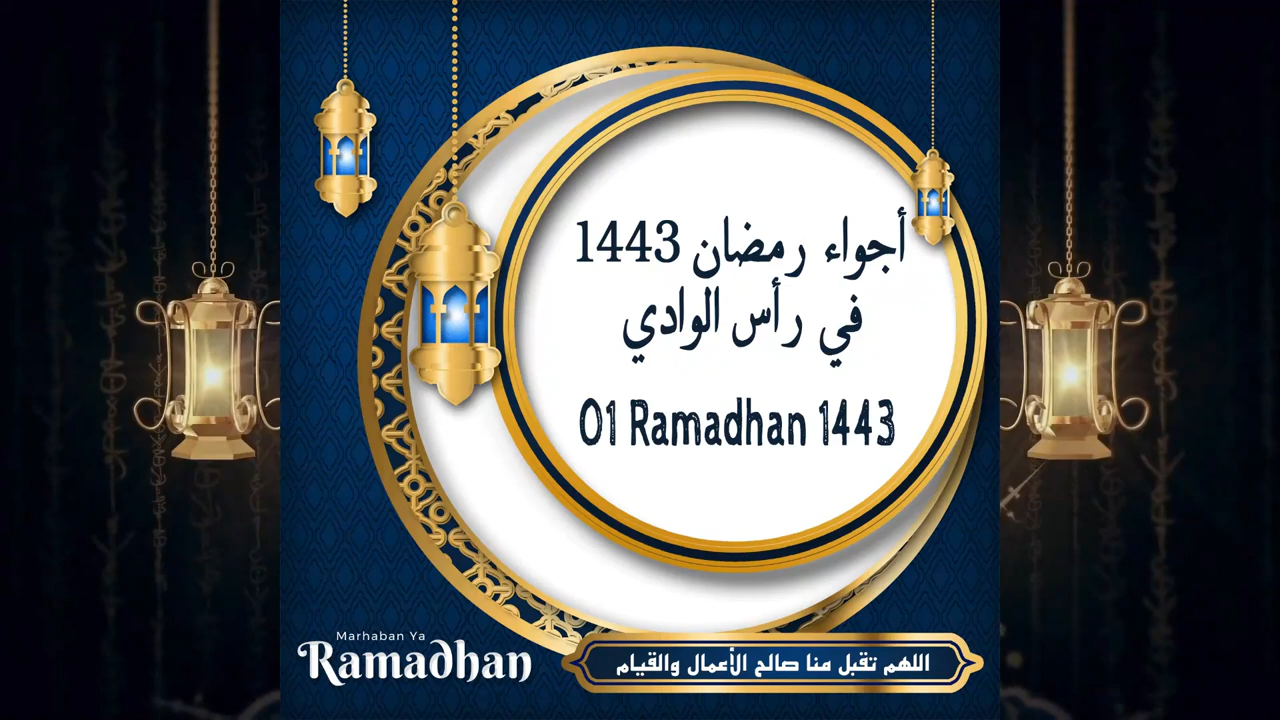 أجواء رمضان 1443
في رأس الوادي
01 Ramadhan 1443
Marhaban Ya
Ramadhan
اللهم تقبل منا صالح الأعمال والقيام